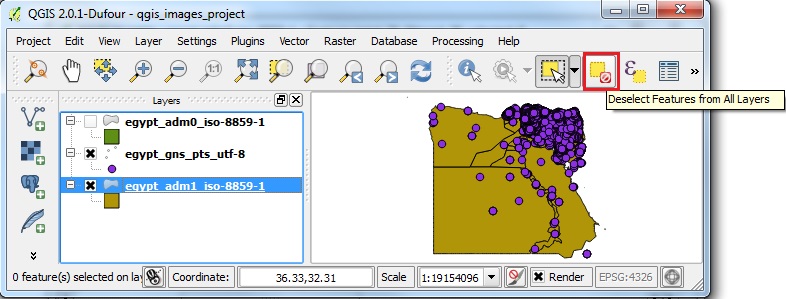 QGIS 2.0.1-Dufour - qgis_images_project
Project Edit View Layer Settings Plugins Vector Raster Database Processing Help
1:1 i ε »
Deselect Features from All Layers
Layers
egypt_adm0_iso-8859-1
egypt_gns_pts_utf-8
egypt_adm1_iso-8859-1
»
0 feature(s) selected on lay Coordinate: 36.33,32.31 Scale 1:19154096 Render EPSG:4326